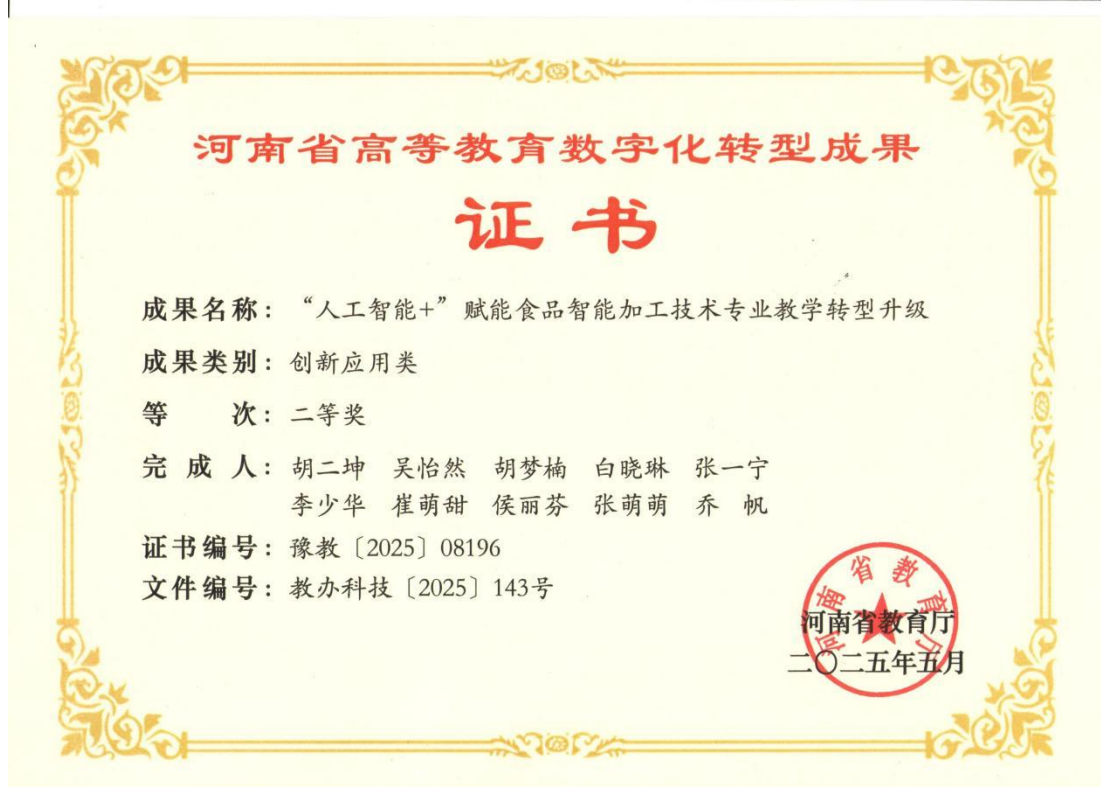 河南省高等教育数字化转型成果
证书
成果名称：“人工智能+”赋能食品智能加工技术专业教学转型升级
成果类别：创新应用类
等次：二等奖
完成人：胡二坤 吴怡然 胡梦楠 白晓琳 张一宁
李少华 崔萌甜 侯丽芬 张萌萌 乔帆
证书编号：豫教〔2025〕08196
文件编号：教办科技〔2025〕143号
河南省教育厅
河南省教育厅
二〇二五年五月